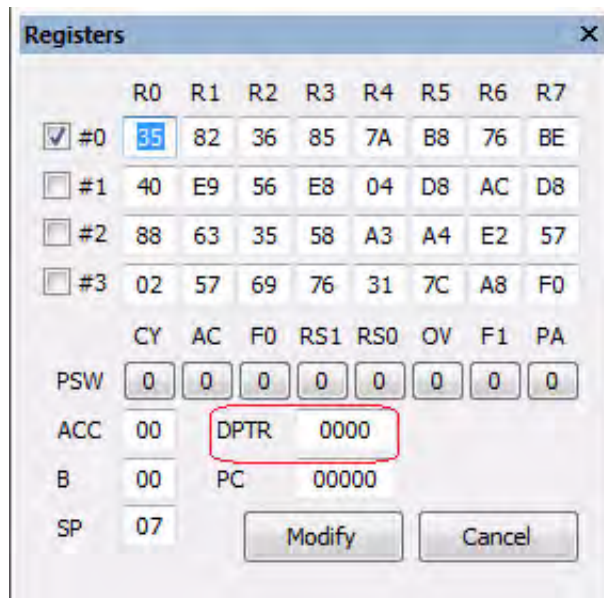 Registers
R0 R1 R2 R3 R4 R5 R6 R7
#0 35 82 36 85 7A B8 76 BE
#1 40 E9 56 E8 04 D8 AC D8
#2 88 63 35 58 A3 A4 E2 57
#3 02 57 69 76 31 7C A8 F0
CY AC F0 RS1 RS0 OV F1 PA
PSW 0 0 0 0 0 0 0 0
ACC 00 DPTR 0000
B 00 PC 00000
SP 07 Modify Cancel